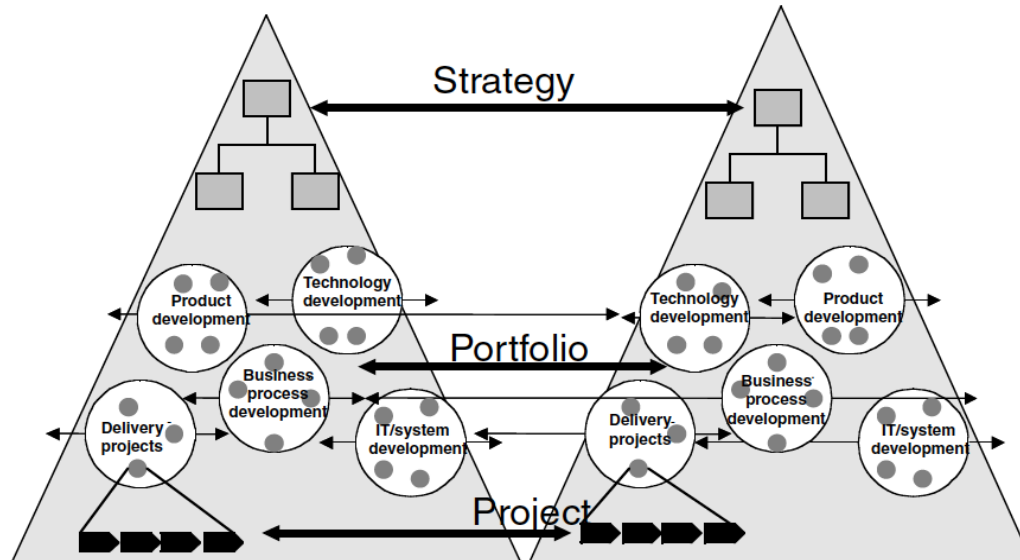 Strategy
Technology
development
Product
development
Technology
development
Product
development
Portfolio
Business
process
development
Business
process
development
Delivery-
projects
IT/system
development
Delivery-
projects
IT/system
development
Project